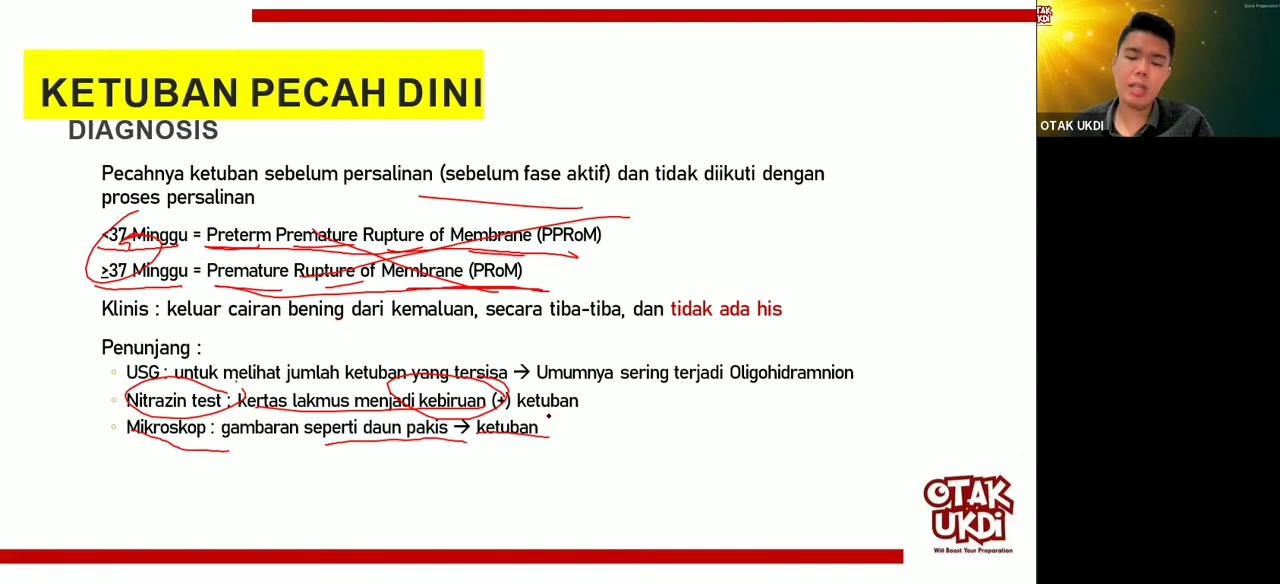 KETUBAN PECAH DINI
DIAGNOSIS
Pecahnya ketuban sebelum persalinan (sebelum fase aktif) dan tidak diikuti dengan
proses persalinan
<37 Minggu = Preterm Premature Rupture of Membrane (PPRoM)
≥37 Minggu = Premature Rupture of Membrane (PRoM)
Klinis : keluar cairan bening dari kemaluan, secara tiba-tiba, dan tidak ada his
Penunjang :
◦ USG : untuk melihat jumlah ketuban yang tersisa → Umumnya sering terjadi Oligohidramnion
◦ Nitrazin test : kertas lakmus menjadi kebiruan (+) ketuban
◦ Mikroskop : gambaran seperti daun pakis → ketuban
OTAK
UKDI
Will Boost Your Preparation
OTAK
UKDI
Quick Preparation
OTAK UKDI